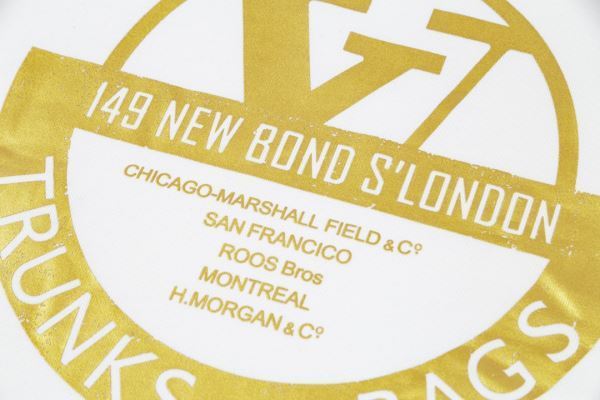 149 NEW BOND S'LONDON
CHICAGO-MARSHALL FIELD & Cº
SAN FRANCICO
ROOS Bros
MONTREAL
H.MORGAN & Cº
TRUNKS
BAGS